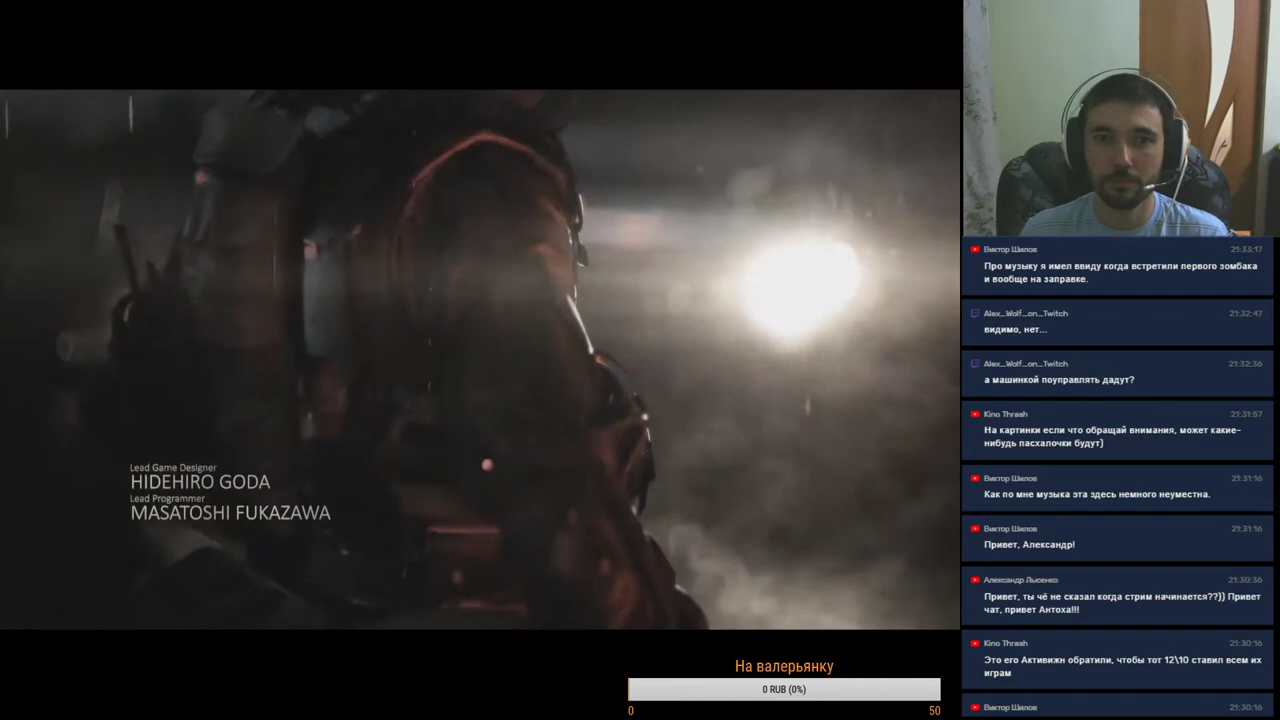 Lead Game Designer
HIDEHIRO GODA
Lead Programmer
MASATOSHI FUKAZAWA
На валерьянку
0 RUB (0%)
0
50
Виктор Шилов
21:33:17
Про музыку я имел ввиду когда встретили первого зомбака
и вообще на заправке.
Alex_Wolf_on_Twitch
21:32:47
видимо, нет...
Alex_Wolf_on_Twitch
21:32:36
а машинкой поуправлять дадут?
Kino Thrash
21:31:57
На картинки если что обращай внимания, может какие-
нибудь пасхалочки будут)
Виктор Шилов
21:31:16
Как по мне музыка эта здесь немного неуместна.
Виктор Шилов
21:31:16
Привет, Александр!
Александр Лысенко
21:30:36
Привет, ты чё не сказал когда стрим начинается??)) Привет
чат, привет Антоха!!!
Kino Thrash
21:30:16
Это его Активижн обратили, чтобы тот 12\10 ставил всем их
играм
Виктор Шилов
21:30:16